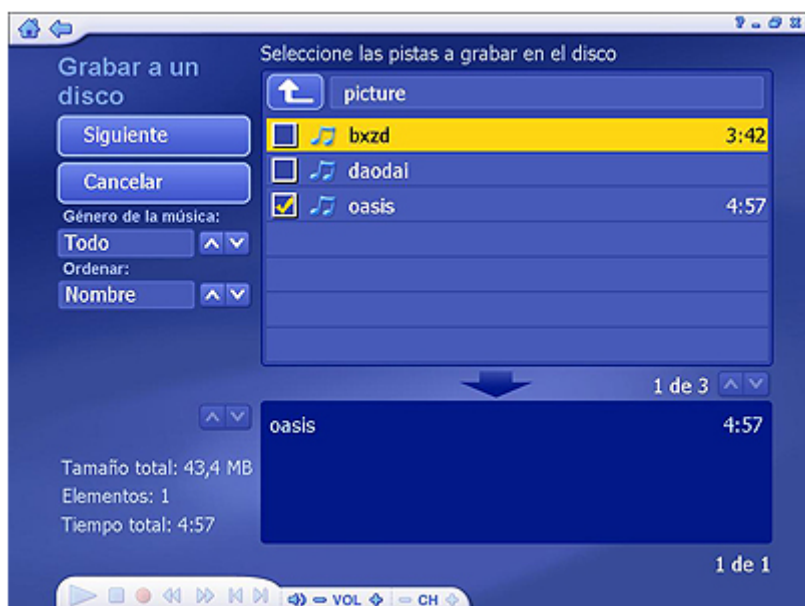 Grabar a un
disco
Siguiente
Cancelar
Género de la música:
Todo
Ordenar:
Nombre
Seleccione las pistas a grabar en el disco
picture
bxzd 3:42
daodai
oasis 4:57
1 de 3
oasis 4:57
Tamaño total: 43,4 MB
Elementos: 1
Tiempo total: 4:57
1 de 1
VOL
CH